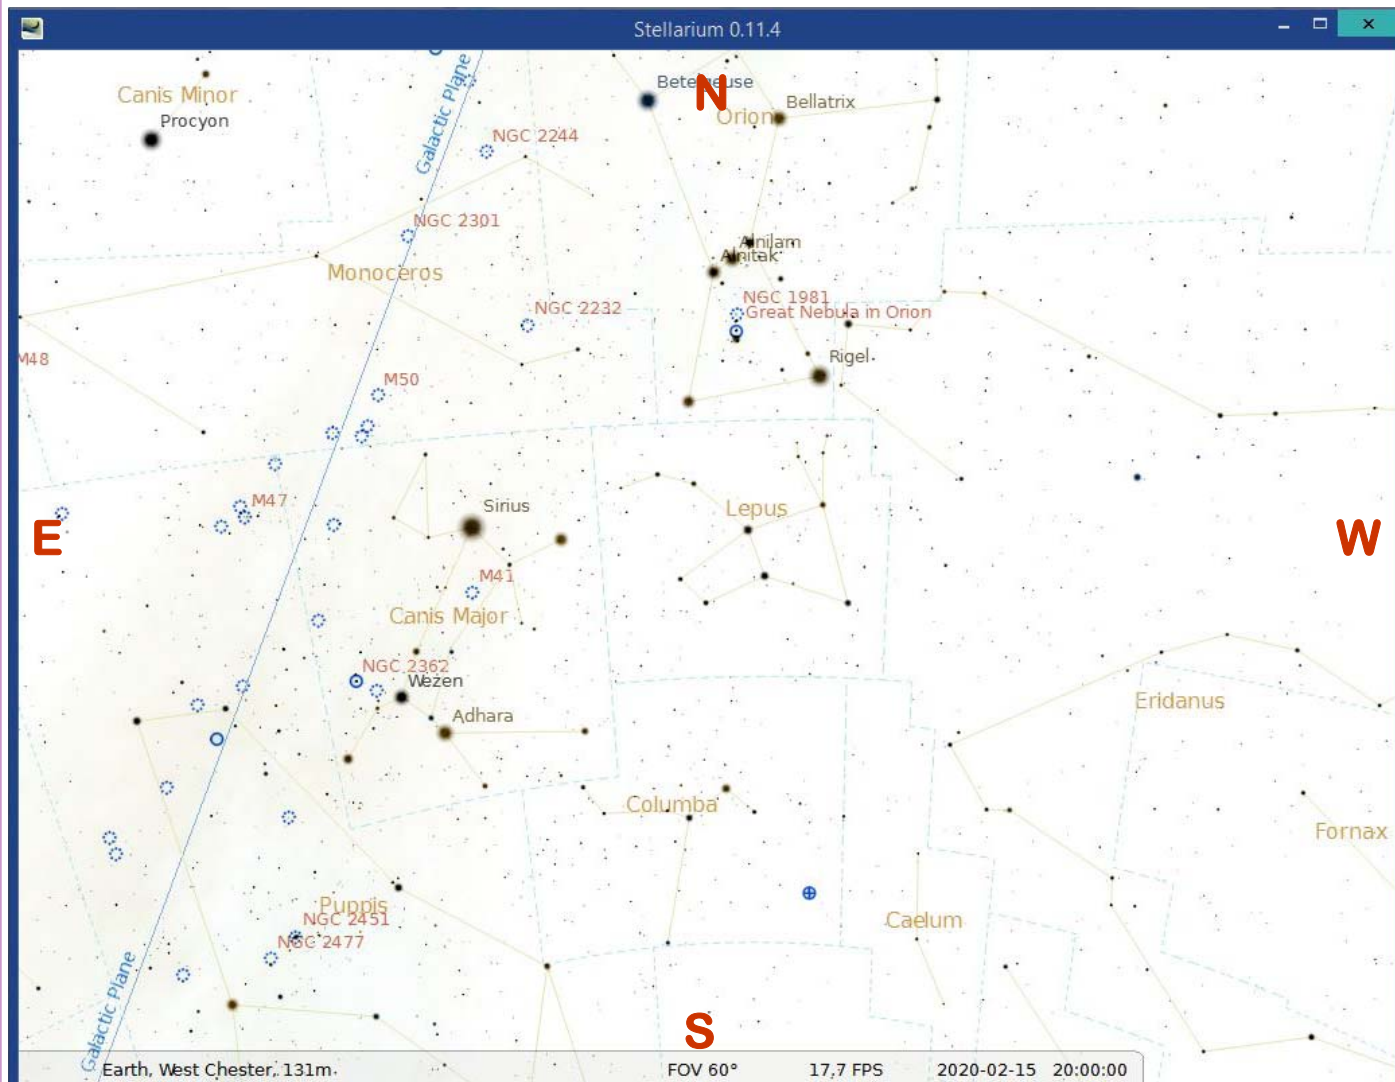 Stellarium 0.11.4
Canis Minor
Procyon
Galactic Plane
NGC 2244
Betelgeuse
N
Orion
Bellatrix
NGC 2301
Monoceros
Alnilam
Alnitak
NGC 2232
NGC 1981
Great Nebula in Orion
M48
Rigel
M50
M47
Sirius
Lepus
E
W
M41
Canis Major
NGC 2362
Wezen
Adhara
Eridanus
Columba
Fornax
Puppis
NGC 2451
NGC 2477
Caelum
Galactic Plane
S
Earth, West Chester, 131m
FOV 60°
17.7 FPS
2020-02-15 20:00:00